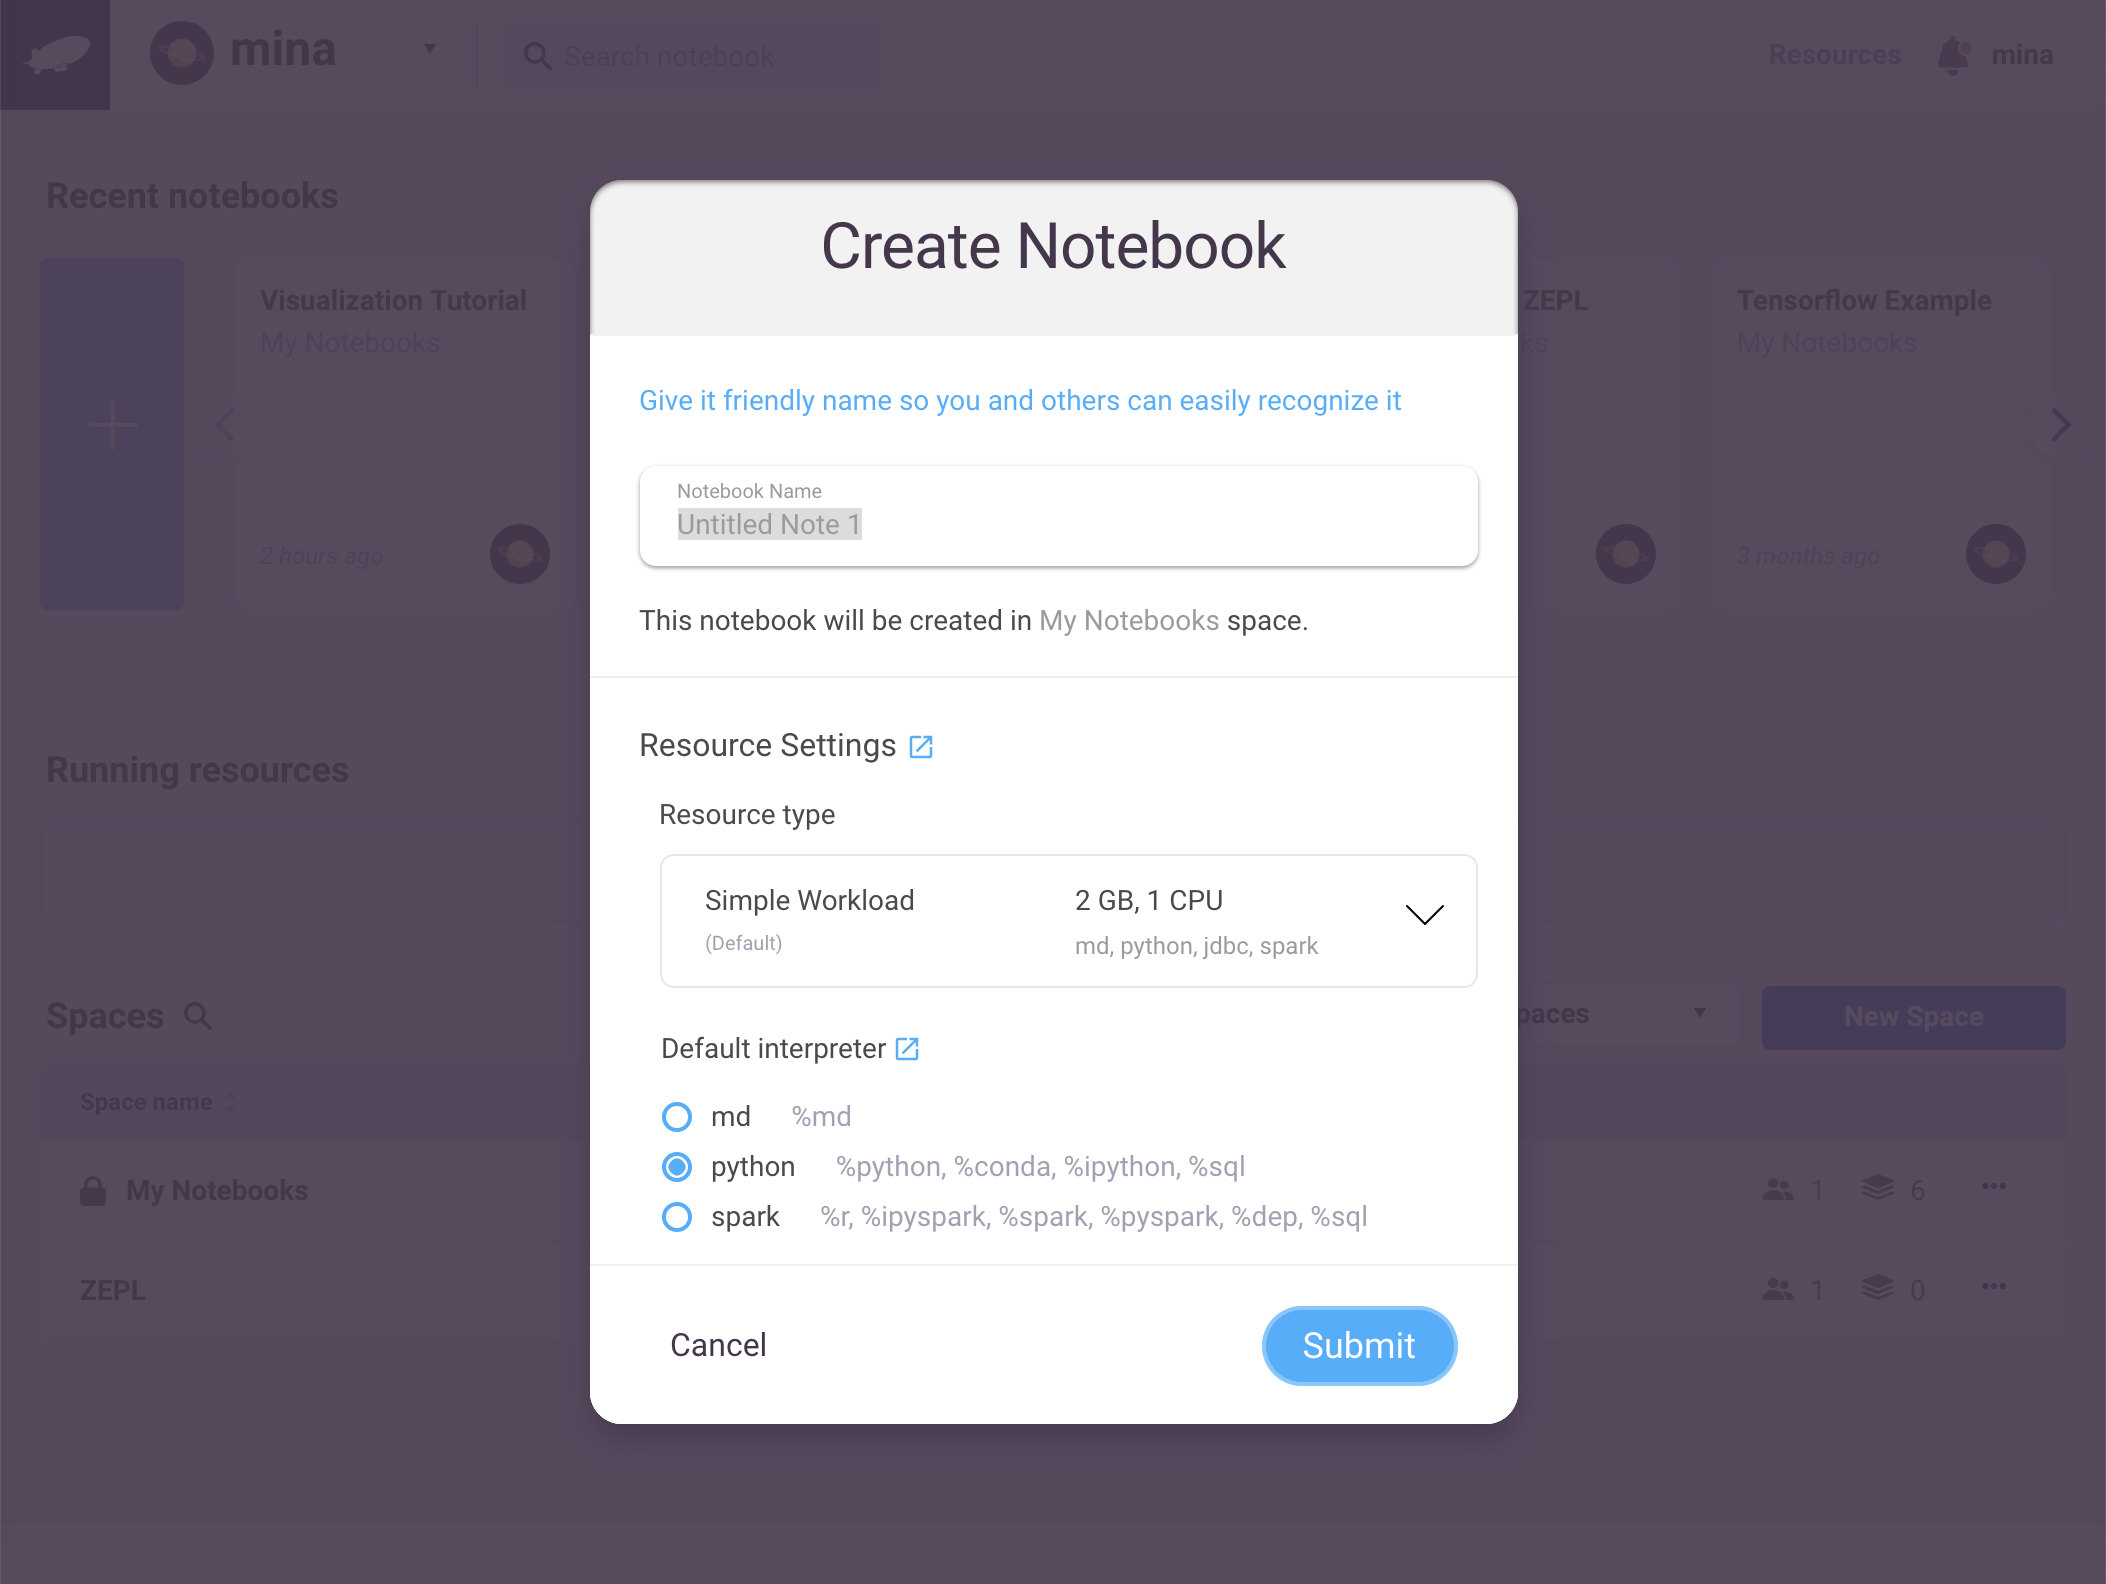 mina
Search notebook
Resources
mina
Recent notebooks
Visualization Tutorial
My Notebooks
2 hours ago
ZEPL
ks
Tensorflow Example
My Notebooks
3 months ago
Create Notebook
Give it friendly name so you and others can easily recognize it
Notebook Name
Untitled Note 1
This notebook will be created in My Notebooks space.
Resource Settings
Resource type
Simple Workload 2 GB, 1 CPU
(Default) md, python, jdbc, spark
Default interpreter
md %md
python %python, %conda, %ipython, %sql
spark %r, %ipyspark, %spark, %pyspark, %dep, %sql
Cancel Submit
Running resources
Spaces
paces
New Space
Space name
My Notebooks 1 6 •••
ZEPL 1 0 •••